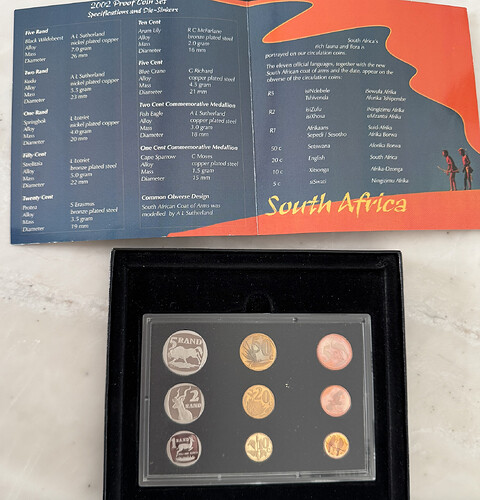 2002 Proof Coin Set
Specifications and Die-Sinkers
Five Rand
Black Wildebeest A L Sutherland
Alloy nickel plated copper
Mass 7.0 gram
Diameter 26 mm
Two Rand
Kudu A L Sutherland
Alloy nickel plated copper
Mass 5.5 gram
Diameter 23 mm
One Rand
Springbok L Lotriet
Alloy nickel plated copper
Mass 4.0 gram
Diameter 20 mm
Fifty Cent
Strelitzia L Lotriet
Alloy bronze plated steel
Mass 5.0 gram
Diameter 22 mm
Twenty Cent
Protea S Erasmus
Alloy bronze plated steel
Mass 3.5 gram
Diameter 19 mm
Ten Cent
Arum Lily R C McFarlane
Alloy bronze plated steel
Mass 2.0 gram
Diameter 16 mm
Five Cent
Blue Crane G Richard
Alloy copper plated steel
Mass 4.5 gram
Diameter 21 mm
Two Cent Commemorative Medallion
Fish Eagle A L Sutherland
Alloy copper plated steel
Mass 3.0 gram
Diameter 18 mm
One Cent Commemorative Medallion
Cape Sparrow C Moses
Alloy copper plated steel
Mass 1.5 gram
Diameter 15 mm
Common Obverse Design
South African Coat of Arms was
modelled by A L Sutherland
South Africa's
rich fauna and flora is
portrayed on our circulation coins.
The eleven official languages, together with the new
South African coat of arms and the date, appear on the
obverse of the circulation coins.
R5 isiNdebele iSewula Afrika
Tshivenda Afurika Tshipembe
R2 isiZulu iNingizimu Afrika
isiXhosa uMzantsi Afrika
R1 Afrikaans Suid-Afrika
Sepedi / Sesotho Afrika Borwa
50 c Setswana Aforika Borwa
20 c English South Africa
10 c Xitsonga Afrika-Dzonga
5 c siSwati Ningizimu Afrika
South Africa
5 RAND
2
RAND
1
RAND
20
10